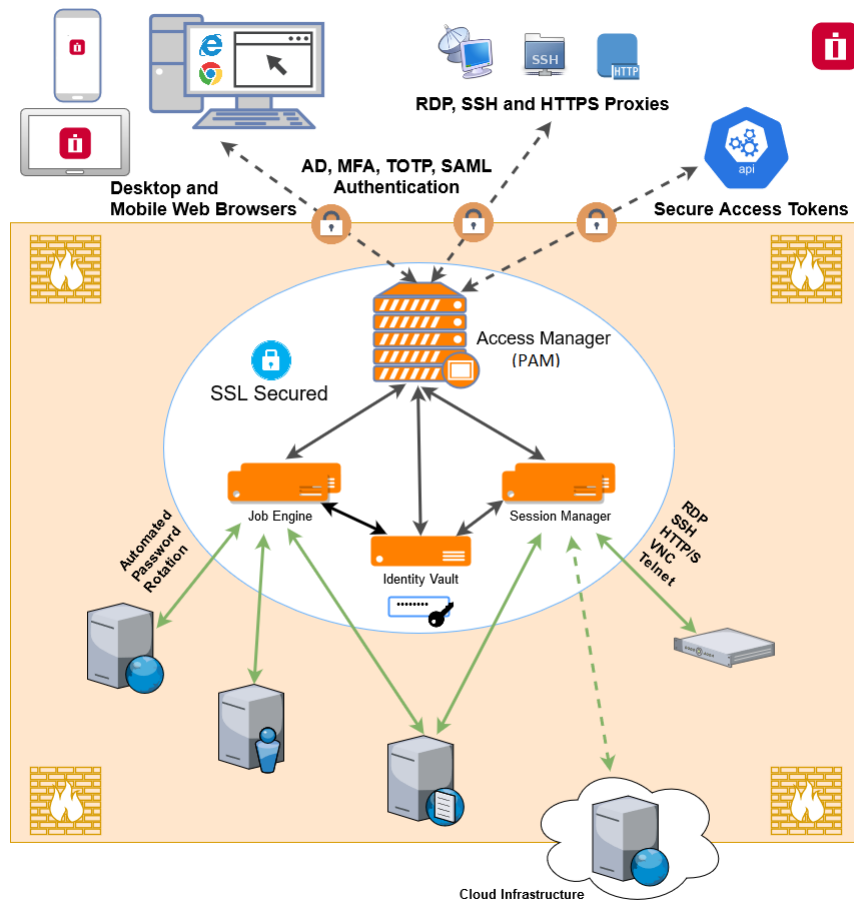 SSH
HTTP
RDP, SSH and HTTPS Proxies
api
AD, MFA, TOTP, SAML
Authentication
Desktop and
Mobile Web Browsers
Secure Access Tokens
Access Manager
(PAM)
SSL Secured
Job Engine
Session Manager
Identity Vault
Automated
Password
Rotation
RDP
SSH
HTTP/S
VNC
Telnet
Cloud Infrastructure